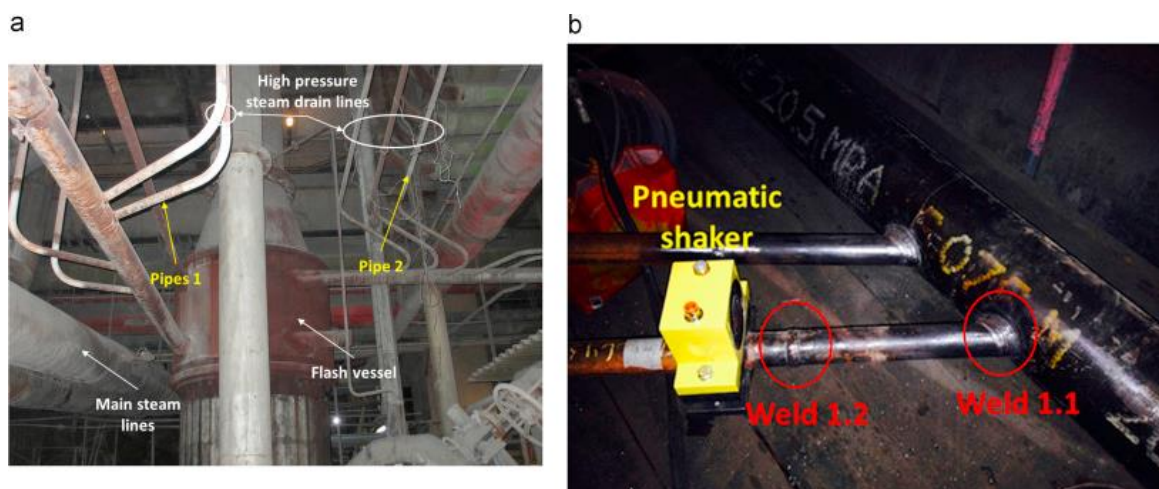 a
b
High pressure
steam drain lines
Pipes 1
Pipe 2
Flash vessel
Main steam
lines
20.5 MPA
Pneumatic
shaker
Weld 1.2
Weld 1.1